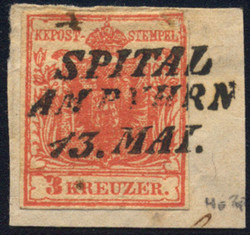 KKPOST-STEMPEL
SPITAL
AM PYHRN
13. MAI.
3 KREUZER